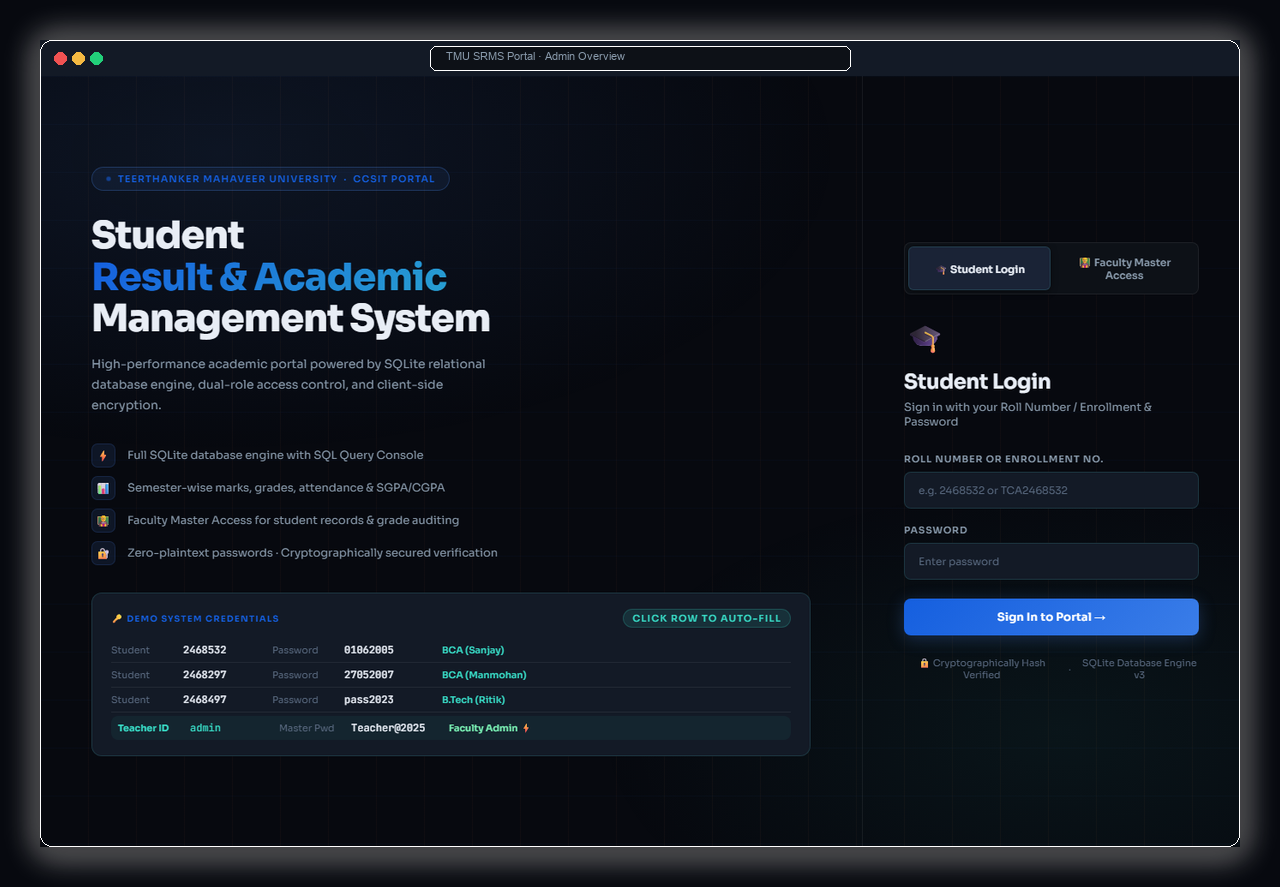 TMU SRMS Portal · Admin Overview
TEERTHANKER MAHAVEER UNIVERSITY · CCSIT PORTAL
Student
Result & Academic
Management System
High-performance academic portal powered by SQLite relational
database engine, dual-role access control, and client-side
encryption.
Full SQLite database engine with SQL Query Console
Semester-wise marks, grades, attendance & SGPA/CGPA
Faculty Master Access for student records & grade auditing
Zero-plaintext passwords · Cryptographically secured verification
DEMO SYSTEM CREDENTIALS CLICK ROW TO AUTO-FILL
Student 2468532 Password 01062005 BCA (Sanjay)
Student 2468297 Password 27052007 BCA (Manmohan)
Student 2468497 Password pass2023 B.Tech (Ritik)
Teacher ID admin Master Pwd Teacher@2025 Faculty Admin
Student Login
Faculty Master
Access
Student Login
Sign in with your Roll Number / Enrollment &
Password
ROLL NUMBER OR ENROLLMENT NO.
e.g. 2468532 or TCA2468532
PASSWORD
Enter password
Sign In to Portal →
Cryptographically Hash
Verified
·
SQLite Database Engine
v3